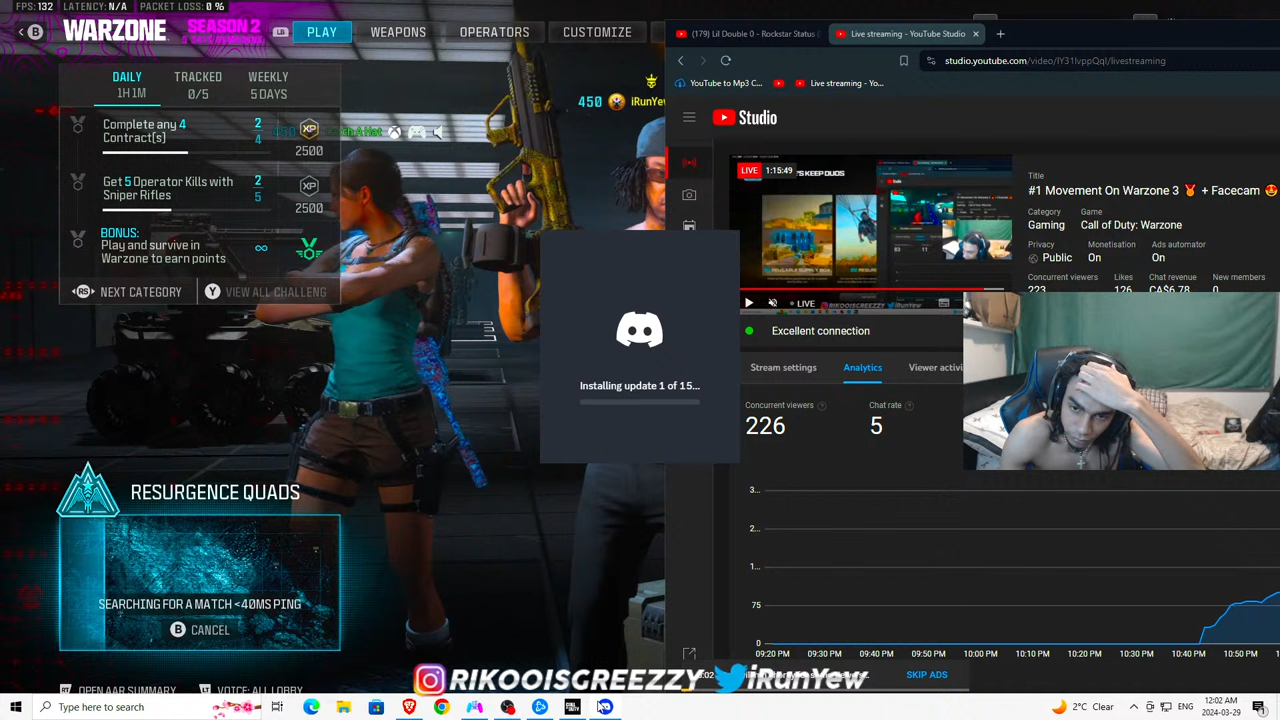 FPS: 132 LATENCY: N/A PACKET LOSS: 0 %
B WARZONE SEASON 2 LB PLAY WEAPONS OPERATORS CUSTOMIZE
DAILY
1H 1M
TRACKED
0/5
WEEKLY
5 DAYS
Complete any 4
Contract[s]
2
4
XP
2500
Get 5 Operator Kills with
Sniper Rifles
2
5
XP
2500
BONUS:
Play and survive in
Warzone to earn points
∞
RS NEXT CATEGORY
Y VIEW ALL CHALLENG
450 iRunYew
RESURGENCE QUADS
SEARCHING FOR A MATCH <40MS PING
B CANCEL
RT OPEN AAR SUMMARY LT VOICE: ALL LOBBY
Installing update 1 of 15...
(179) Lil Double 0 - Rockstar Status
Live streaming - YouTube Studio
studio.youtube.com/video/IY31IvppQqI/livestreaming
YouTube to Mp3 C...
Live streaming - Yo...
Studio
LIVE 1:15:49
LIVE
Title
#1 Movement On Warzone 3 🥇 + Facecam 🤩
Category
Gaming
Game
Call of Duty: Warzone
Privacy
Public
Monetisation
On
Ads automator
On
Concurrent viewers
223
Likes
126
Chat revenue
CA$6.78
New members
0
Excellent connection
Stream settings Analytics Viewer activi
Concurrent viewers
226
Chat rate
5
3...
2...
1...
75
0
09:20 PM 09:30 PM 09:40 PM 09:50 PM 10:00 PM 10:10 PM 10:20 PM 10:30 PM 10:40 PM 10:50 PM
SKIP ADS
RIKOOISGREEZZY iRunYew
Type here to search
2°C Clear
ENG
12:02 AM
2024-03-29